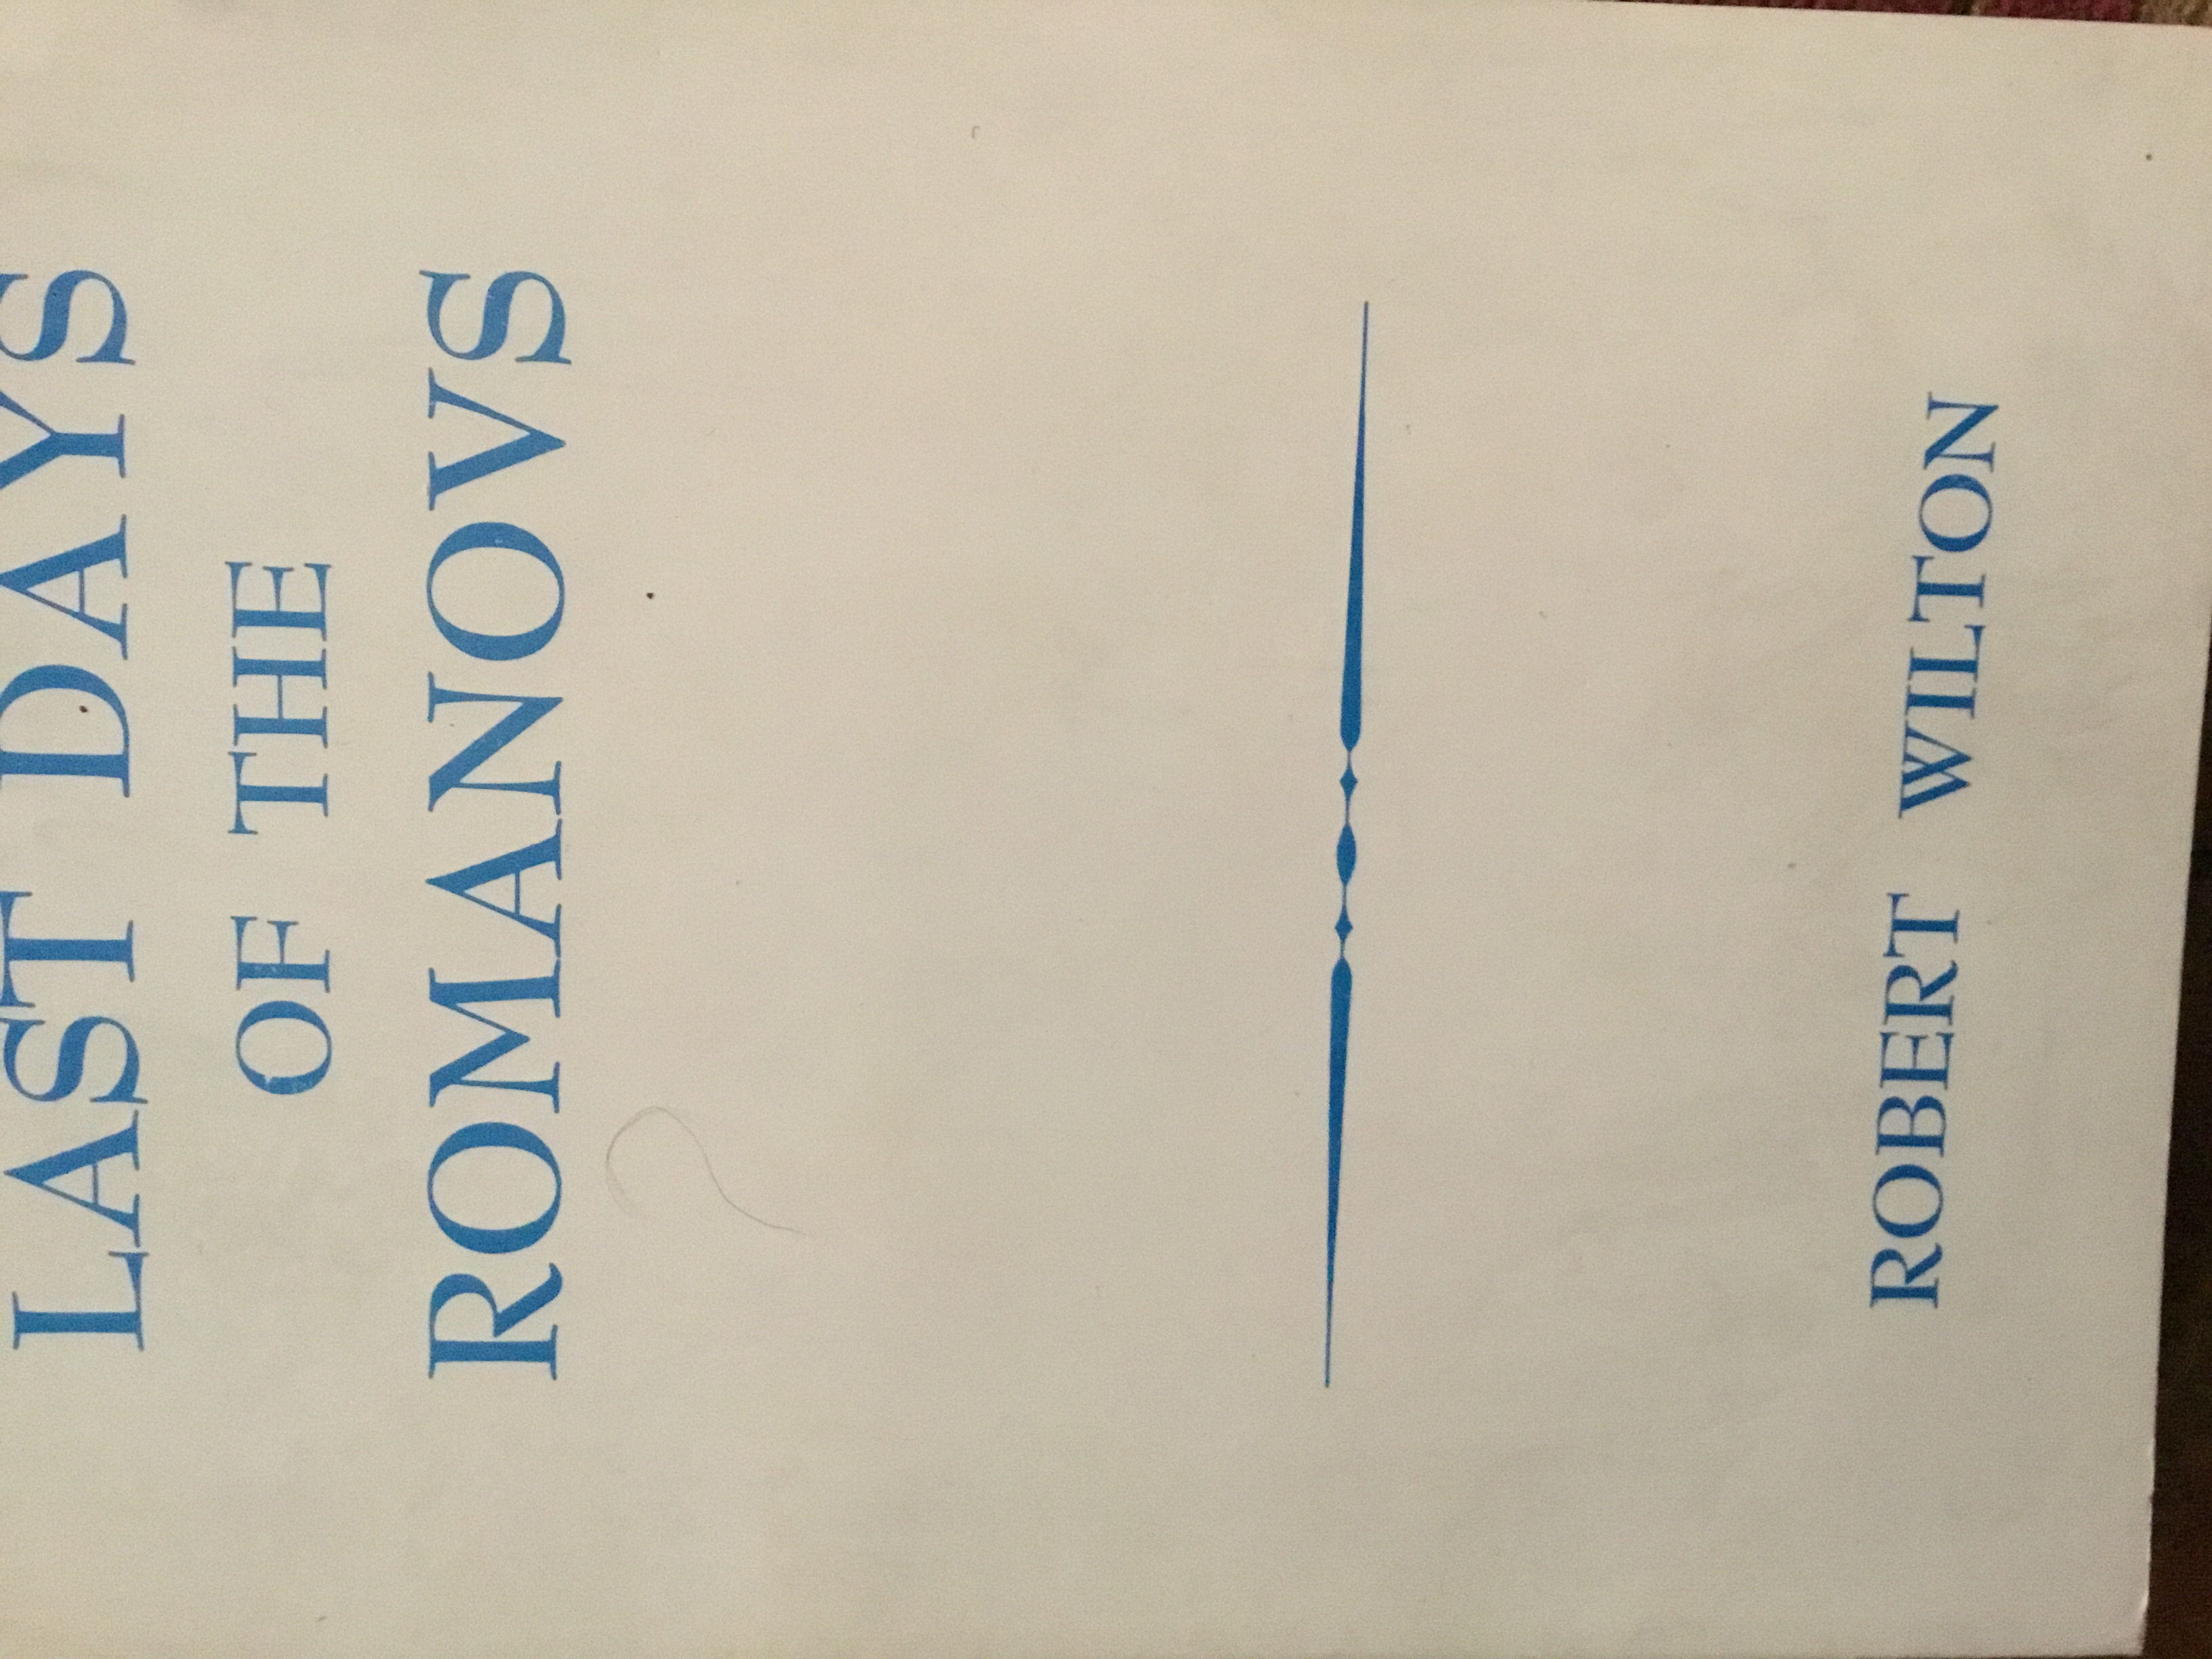 LAST DAYS
OF THE
ROMANOVS
ROBERT WILTON